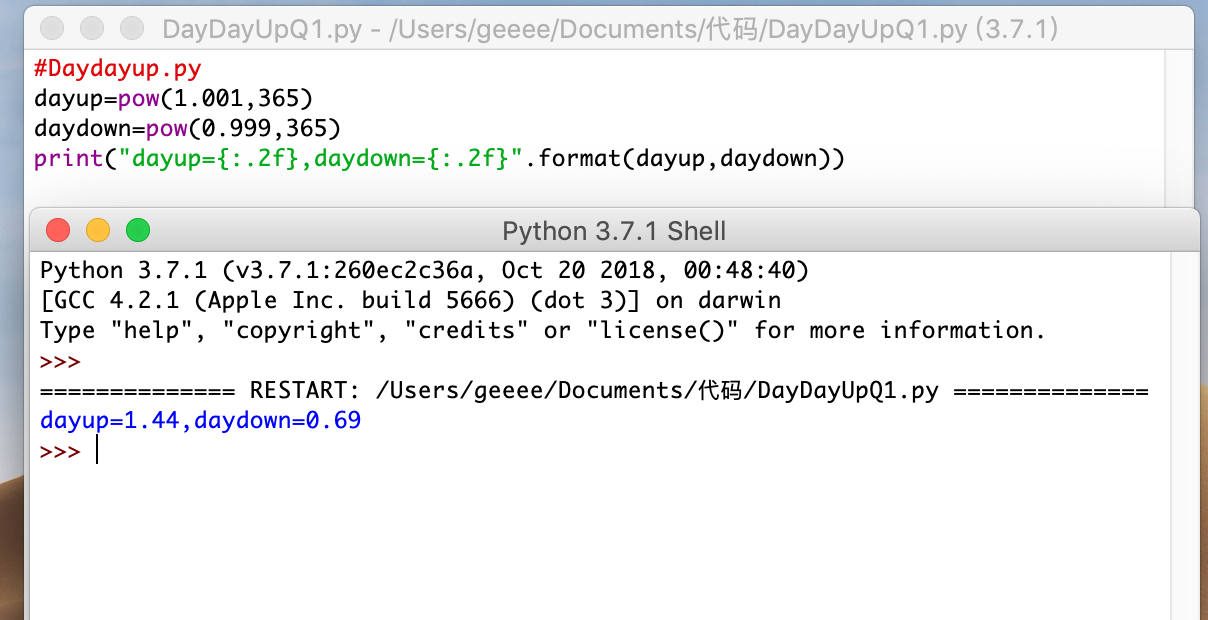 DayDayUpQ1.py - /Users/geeee/Documents/代码/DayDayUpQ1.py (3.7.1)
#Daydayup.py
dayup=pow(1.001,365)
daydown=pow(0.999,365)
print("dayup={:.2f},daydown={:.2f}".format(dayup,daydown))
Python 3.7.1 Shell
Python 3.7.1 (v3.7.1:260ec2c36a, Oct 20 2018, 00:48:40)
[GCC 4.2.1 (Apple Inc. build 5666) (dot 3)] on darwin
Type "help", "copyright", "credits" or "license()" for more information.
>>>
============== RESTART: /Users/geeee/Documents/代码/DayDayUpQ1.py ==============
dayup=1.44,daydown=0.69
>>>